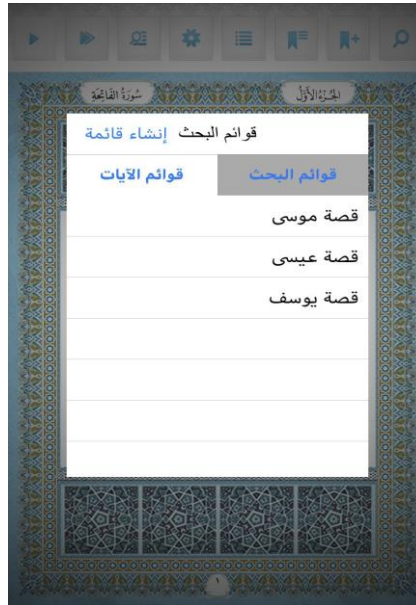 الجُزءُ الأَوَّلُ سُورَةُ الفَاتِحَةِ
قوائم البحث إنشاء قائمة
قوائم البحث قوائم الآيات
قصة موسى
قصة عيسى
قصة يوسف
١